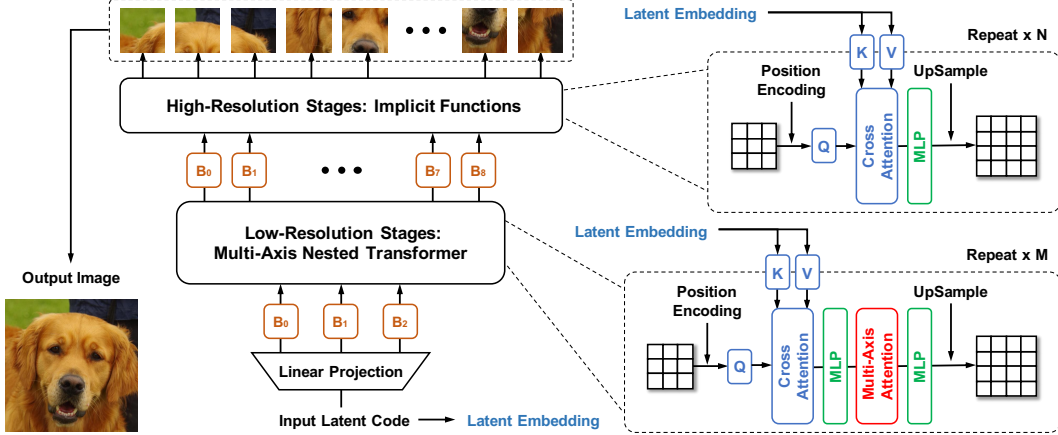 Latent Embedding
Repeat x N
K
V
Position
Encoding
UpSample
Q
Cross
Attention
MLP
High-Resolution Stages: Implicit Functions
B0
B1
B7
B8
Low-Resolution Stages:
Multi-Axis Nested Transformer
Output Image
B0
B1
B2
Linear Projection
Input Latent Code
Latent Embedding
Latent Embedding
Repeat x M
K
V
Position
Encoding
UpSample
Q
Cross
Attention
MLP
Multi-Axis
Attention
MLP